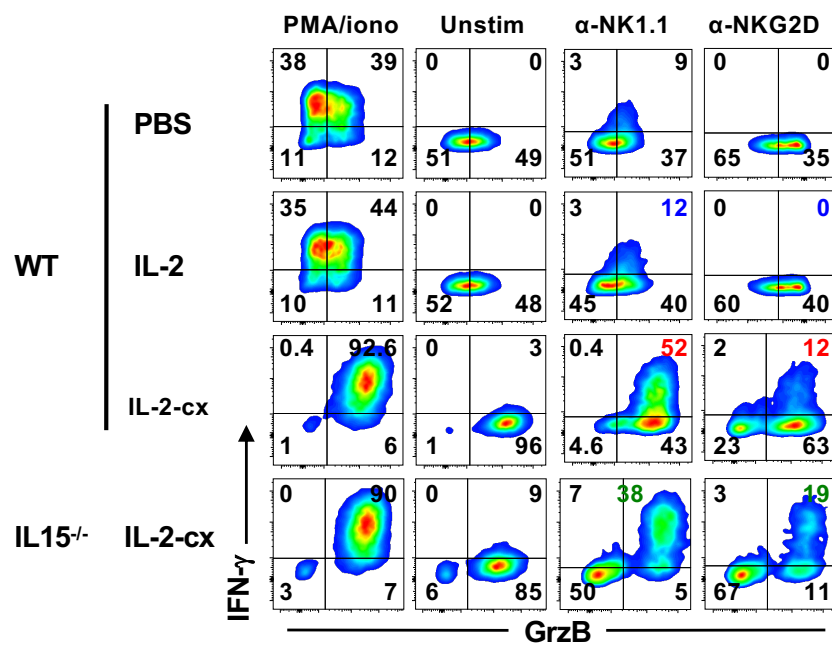 PMA/iono Unstim α-NK1.1 α-NKG2D
38 39 0 0 3 9 0 0
PBS
11 12 51 49 51 37 65 35
35 44 0 0 3 12 0 0
WT IL-2
10 11 52 48 45 40 60 40
0.4 92.6 0 3 0.4 52 2 12
IL-2-cx
1 6 1 96 4.6 43 23 63
0 90 0 9 7 38 3 19
IL15-/- IL-2-cx
3 7 6 85 50 5 67 11
IFN-γ
GrzB